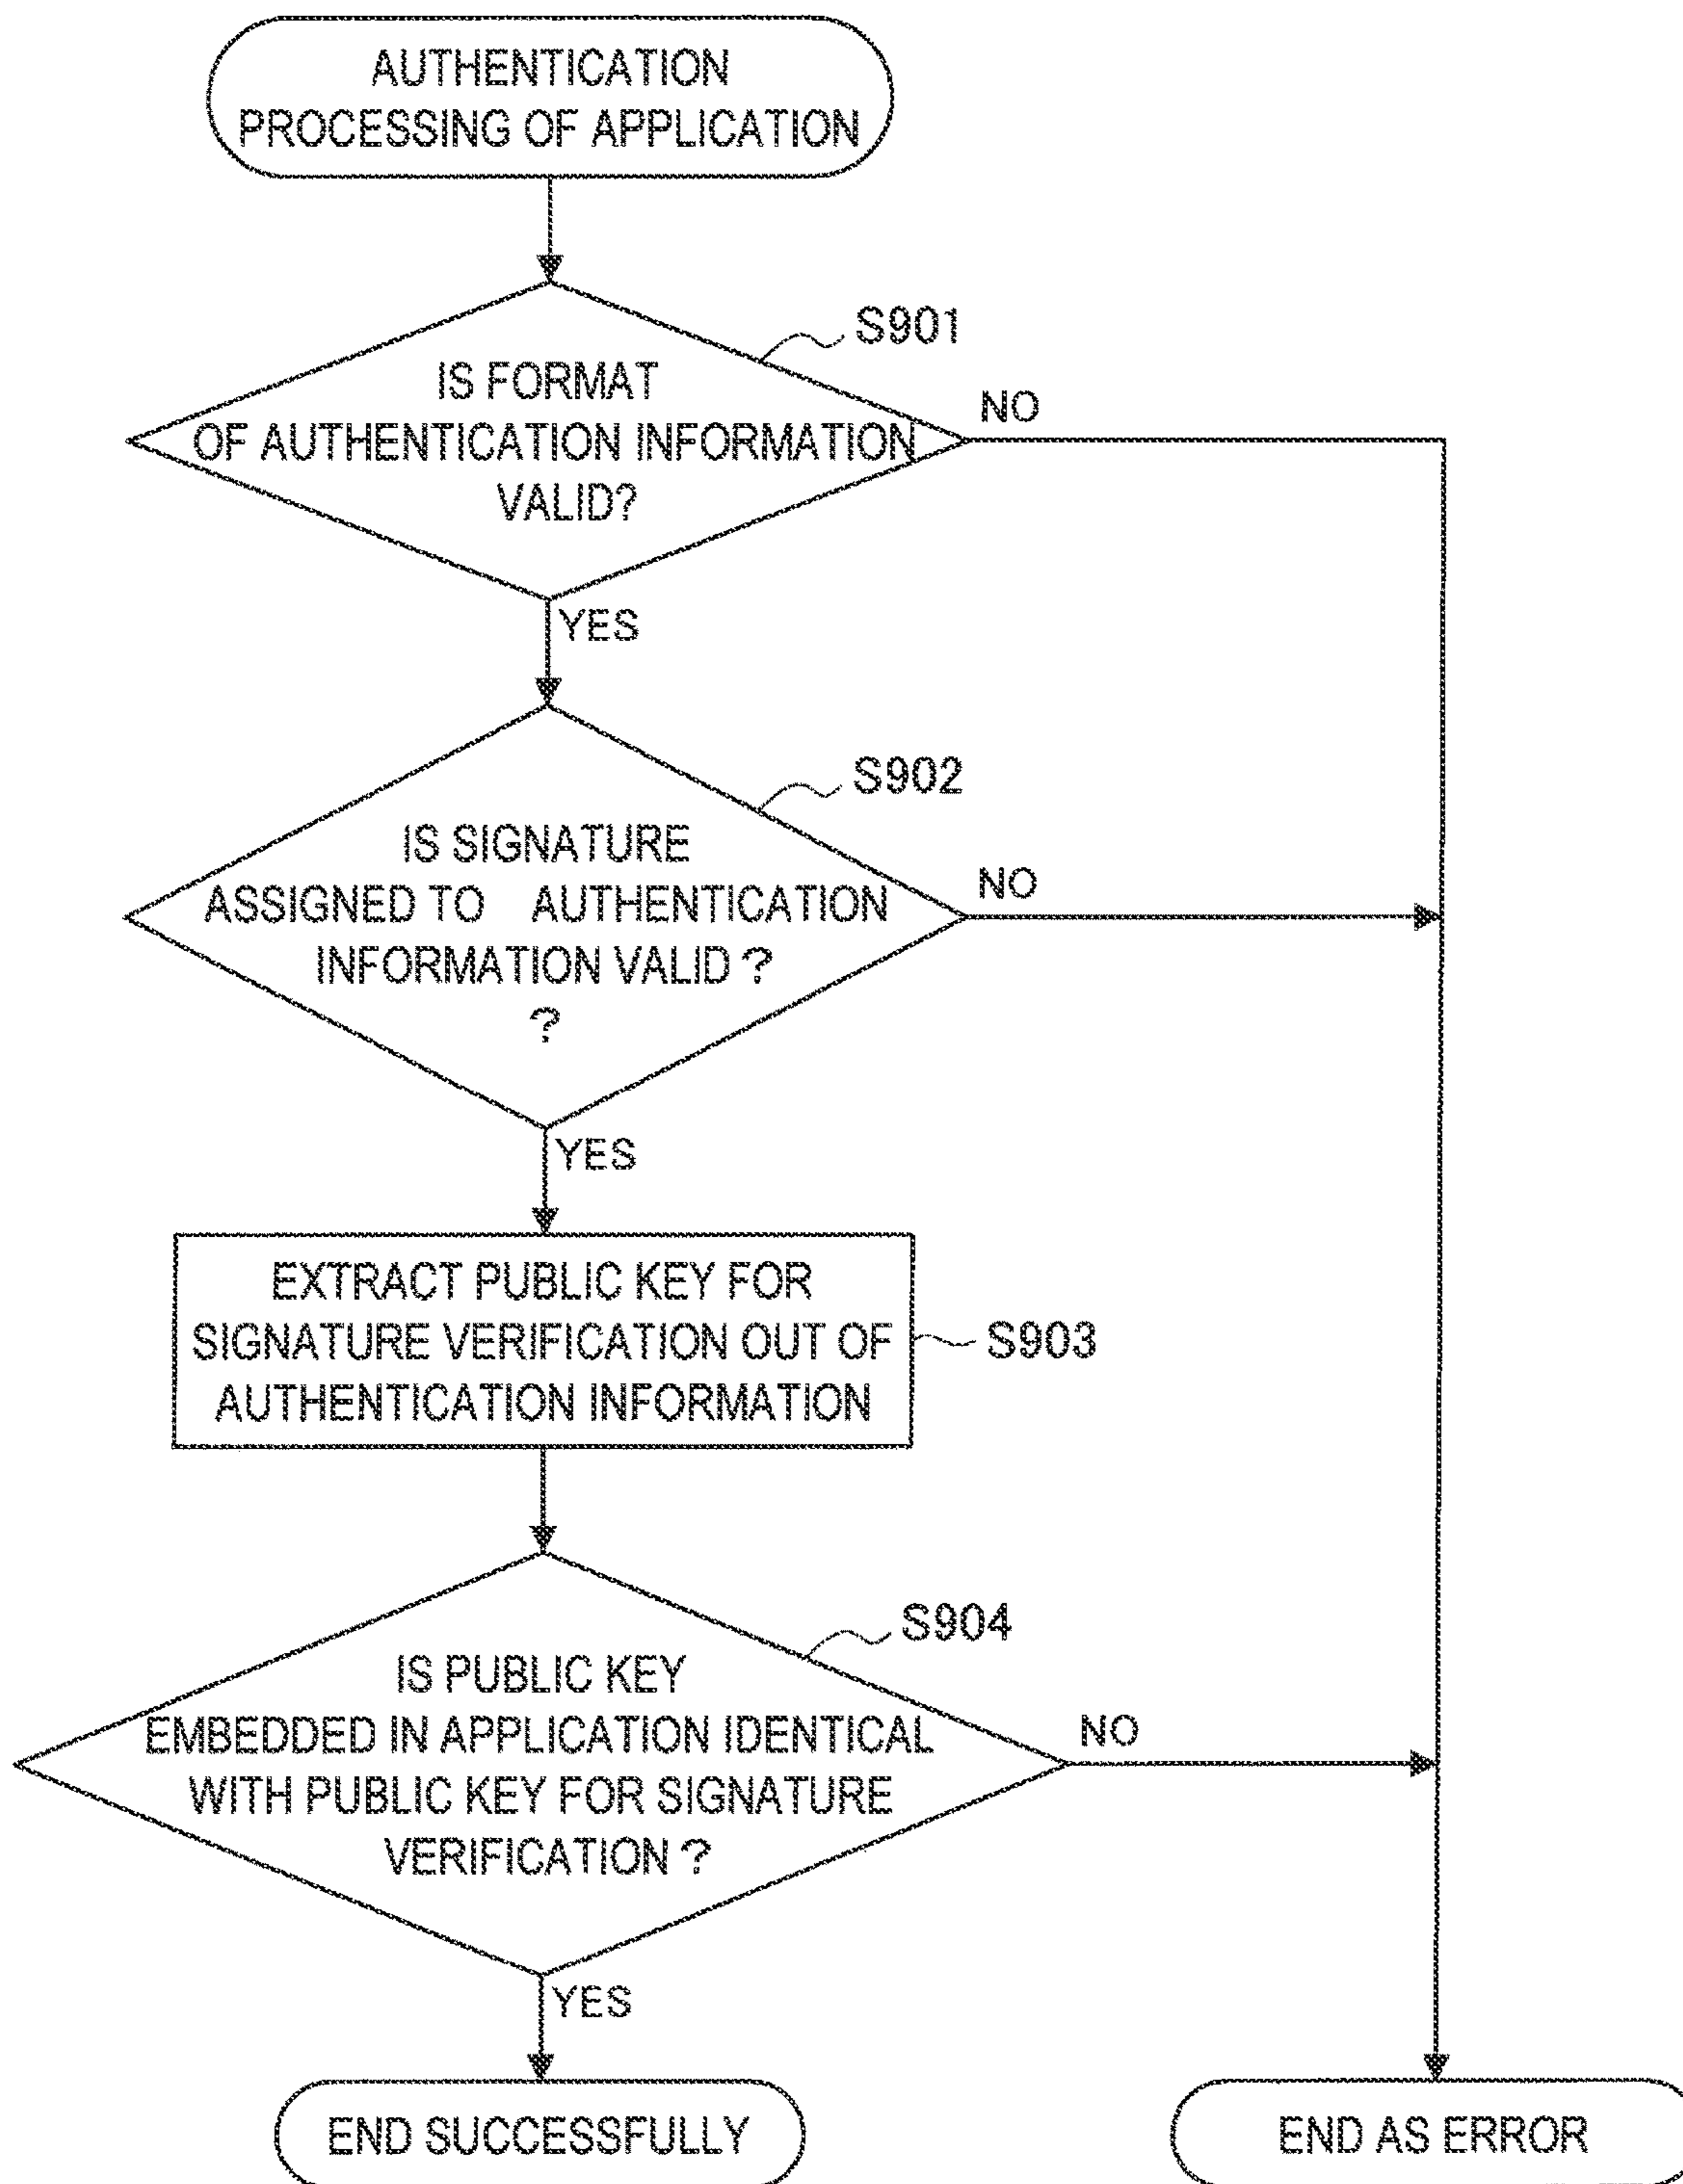 AUTHENTICATION
PROCESSING OF APPLICATION
S901
IS FORMAT
OF AUTHENTICATION INFORMATION
VALID?
NO
YES
S902
IS SIGNATURE
ASSIGNED TO AUTHENTICATION
INFORMATION VALID ?
?
NO
YES
EXTRACT PUBLIC KEY FOR
SIGNATURE VERIFICATION OUT OF
AUTHENTICATION INFORMATION
S903
S904
IS PUBLIC KEY
EMBEDDED IN APPLICATION IDENTICAL
WITH PUBLIC KEY FOR SIGNATURE
VERIFICATION ?
NO
YES
END SUCCESSFULLY
END AS ERROR